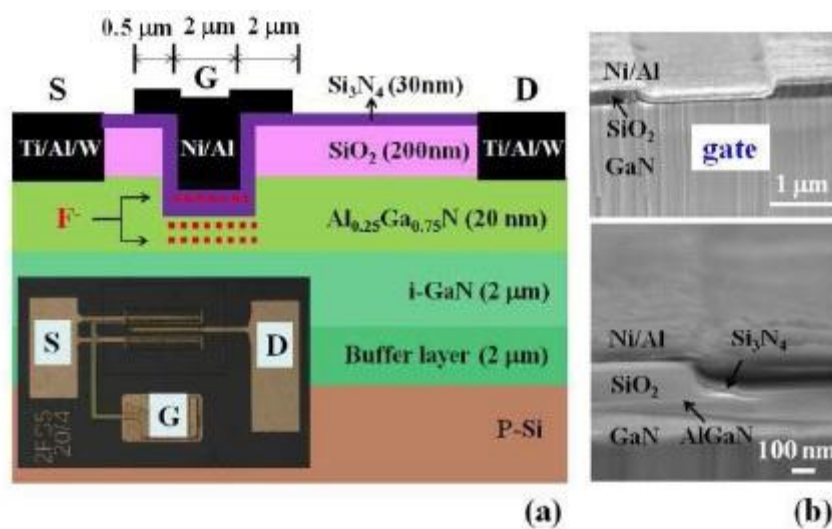 0.5 μm 2 μm 2 μm
S
G
Si₃N₄ (30nm)
D
Ti/Al/W
Ni/Al
SiO₂ (200nm)
Ti/Al/W
F⁻
Al₀.₂₅Ga₀.₇₅N (20 nm)
i-GaN (2 μm)
Buffer layer (2 μm)
P-Si
S
D
G
20/4
(a)
Ni/Al
SiO₂
GaN
gate
1 μm
Ni/Al
Si₃N₄
SiO₂
GaN
AlGaN
100 nm
(b)